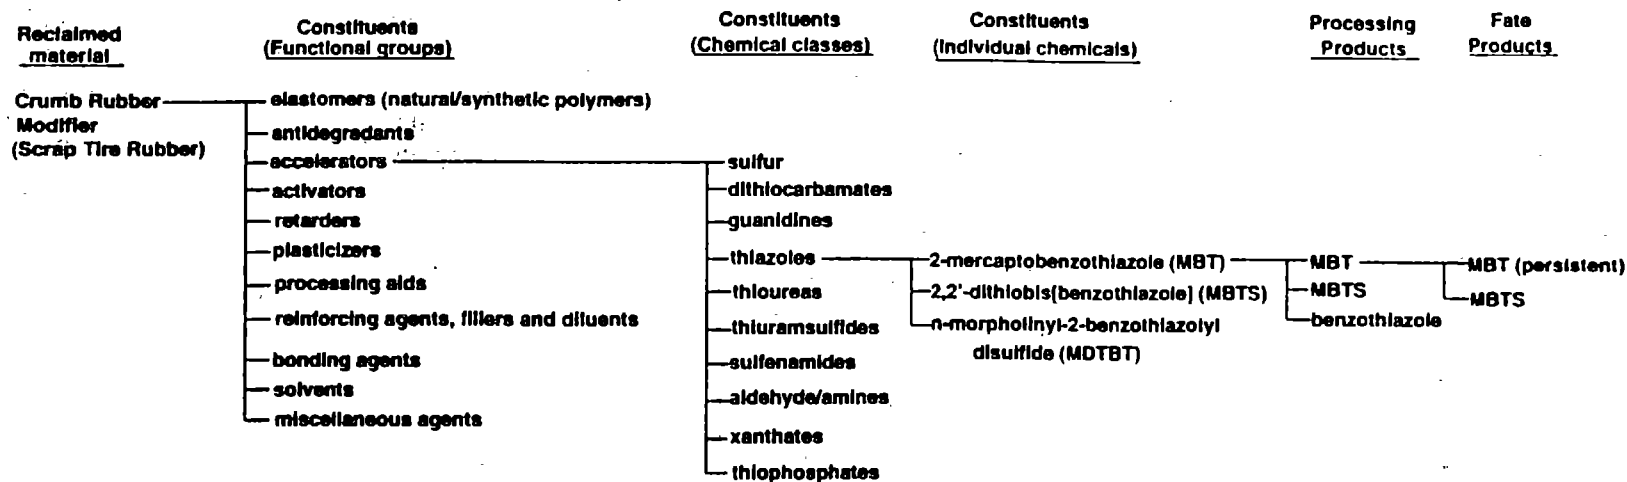 Reclaimed
material
Constituents
(Functional groups)
Constituents
(Chemical classes)
Constituents
(Individual chemicals)
Processing
Products
Fate
Products
Crumb Rubber
Modifier
(Scrap Tire Rubber)
elastomers (natural/synthetic polymers)
antidegradants
accelerators
activators
retarders
plasticizers
processing aids
reinforcing agents, fillers and diluents
bonding agents
solvents
miscellaneous agents
sulfur
dithiocarbamates
guanidines
thiazoles
thioureas
thiuramsulfides
sulfenamides
aldehyde/amines
xanthates
thiophosphates
2-mercaptobenzothiazole (MBT)
2,2'-dithiobis[benzothiazole] (MBTS)
n-morpholinyl-2-benzothiazolyl
disulfide (MDTBT)
MBT
MBTS
benzothiazole
MBT (persistent)
MBTS